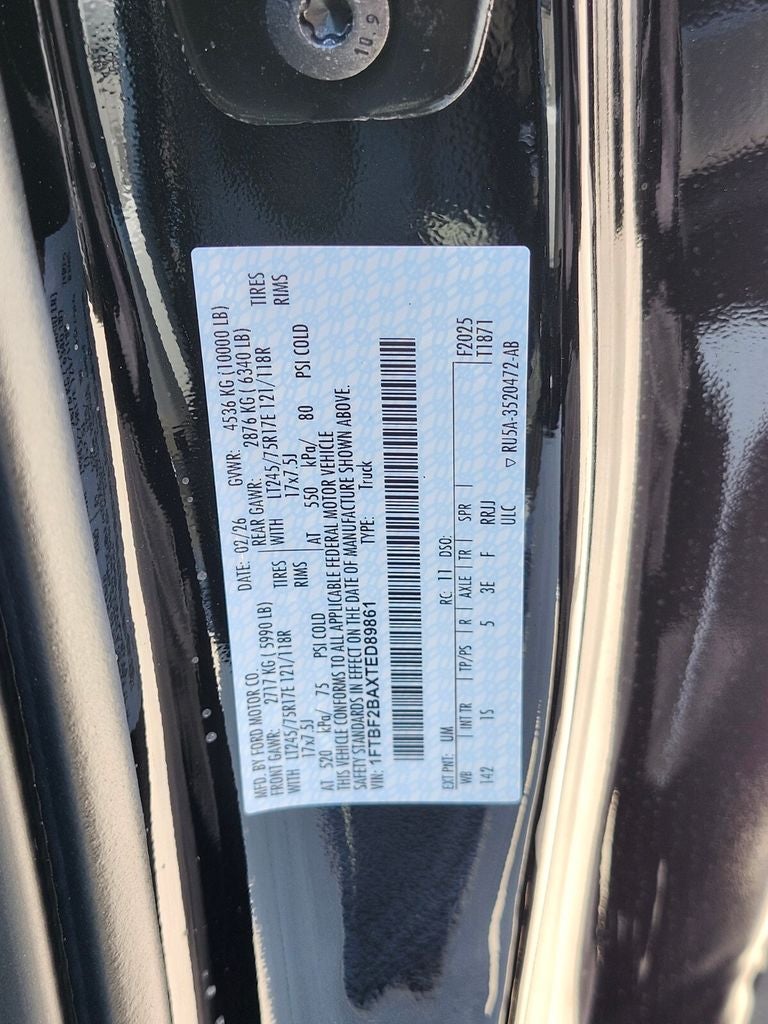 10.9
MFD. BY FORD MOTOR CO.
DATE: 02/26 GVWR: 4536 KG (10000 LB)
FRONT GAWR: 2717 KG ( 5990 LB) REAR GAWR: 2876 KG ( 6340 LB)
WITH LT245/75R17E 121/118R TIRES WITH LT245/75R17E 121/118R TIRES
17x7.5J RIMS 17x7.5J RIMS
AT 520 kPa/ 75 PSI COLD AT 550 kPa/ 80 PSI COLD
THIS VEHICLE CONFORMS TO ALL APPLICABLE FEDERAL MOTOR VEHICLE
SAFETY STANDARDS IN EFFECT ON THE DATE OF MANUFACTURE SHOWN ABOVE.
VIN: 1FTBF2BAXTED89861 TYPE: Truck
EXT PNT: UM RC: 11 DSO: F2025
WB INT TR TP/PS R AXLE TR SPR T1871
142 1S 5 3E F RRJJ
ULC ▽ RU5A-3520472-AB